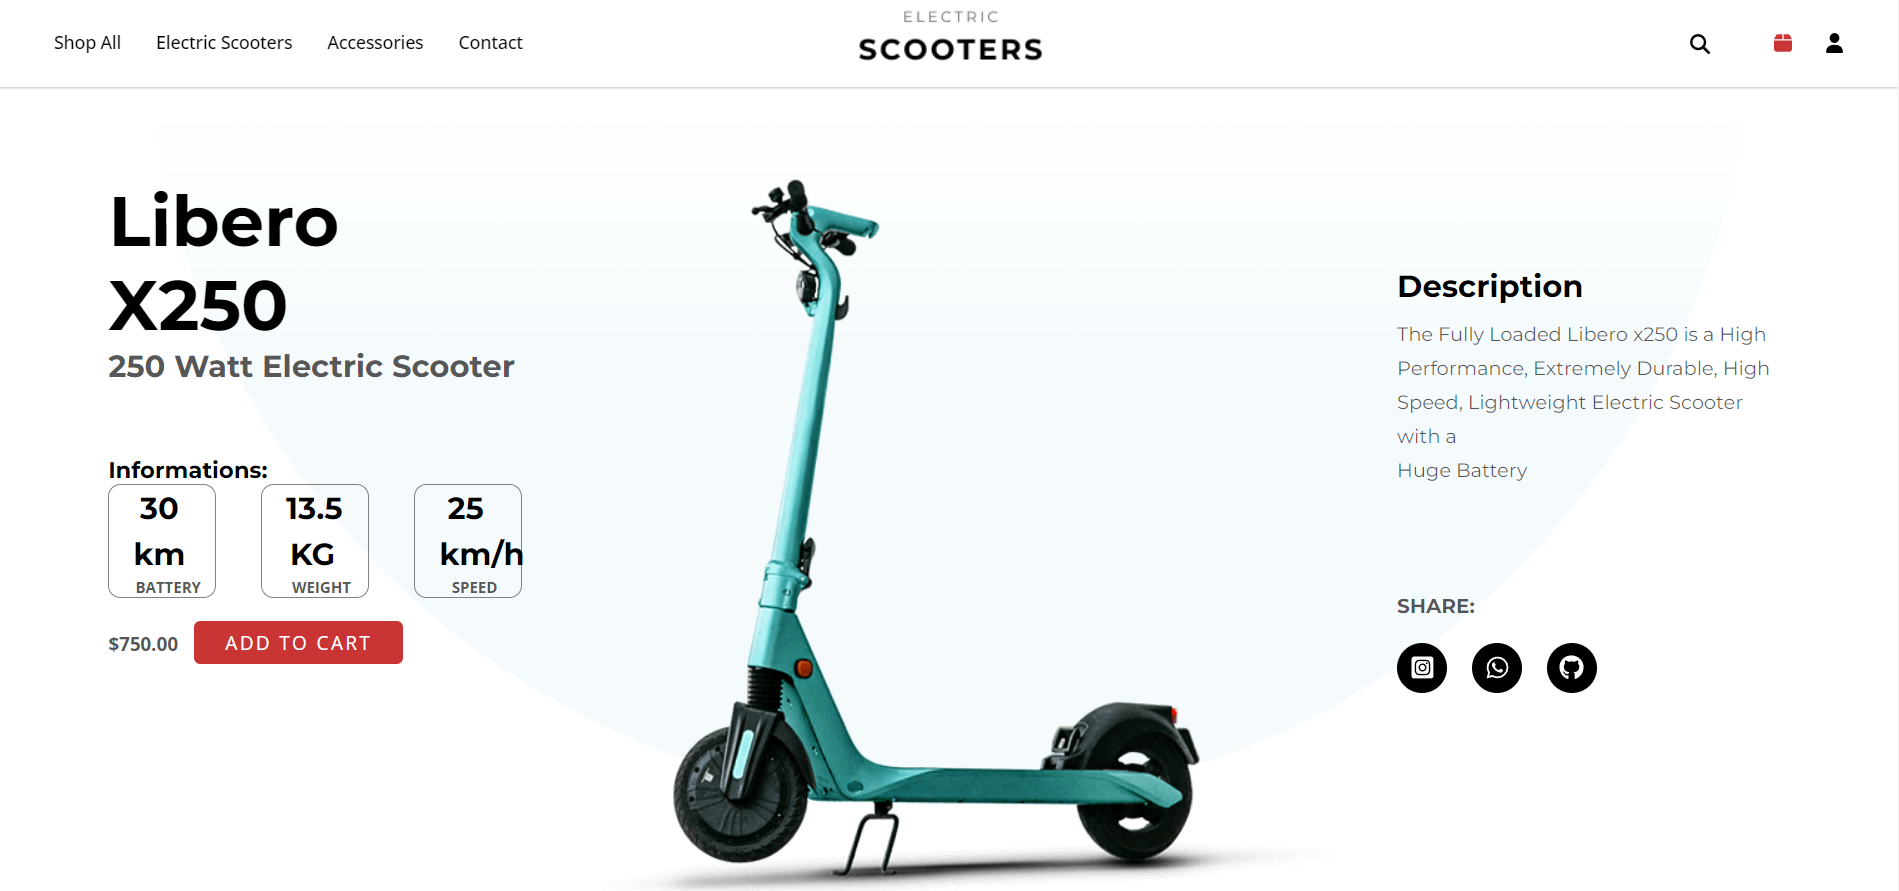 Shop All
Electric Scooters
Accessories
Contact
ELECTRIC
SCOOTERS
Libero
X250
250 Watt Electric Scooter
Informations:
30
km
BATTERY
13.5
KG
WEIGHT
25
km/h
SPEED
$750.00
ADD TO CART
Description
The Fully Loaded Libero x250 is a High
Performance, Extremely Durable, High
Speed, Lightweight Electric Scooter
with a
Huge Battery
SHARE: